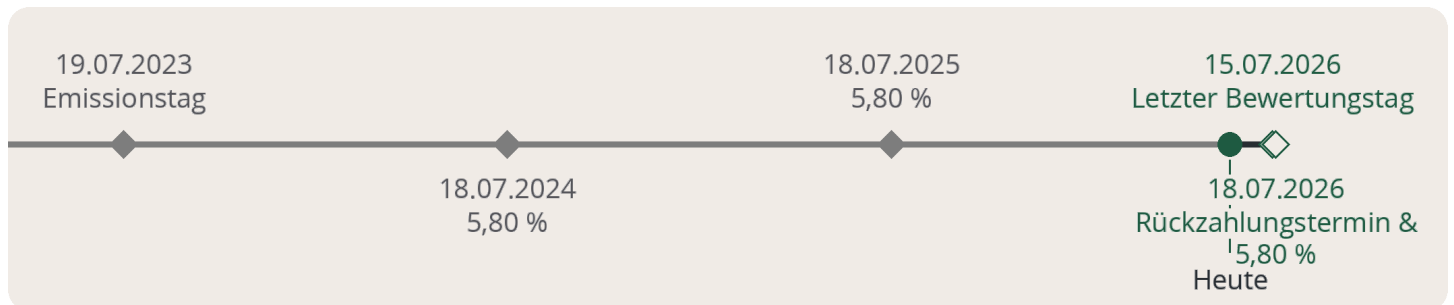 19.07.2023
Emissionstag
18.07.2024
5,80 %
18.07.2025
5,80 %
15.07.2026
Letzter Bewertungstag
18.07.2026
Rückzahlungstermin &
5,80 %
Heute